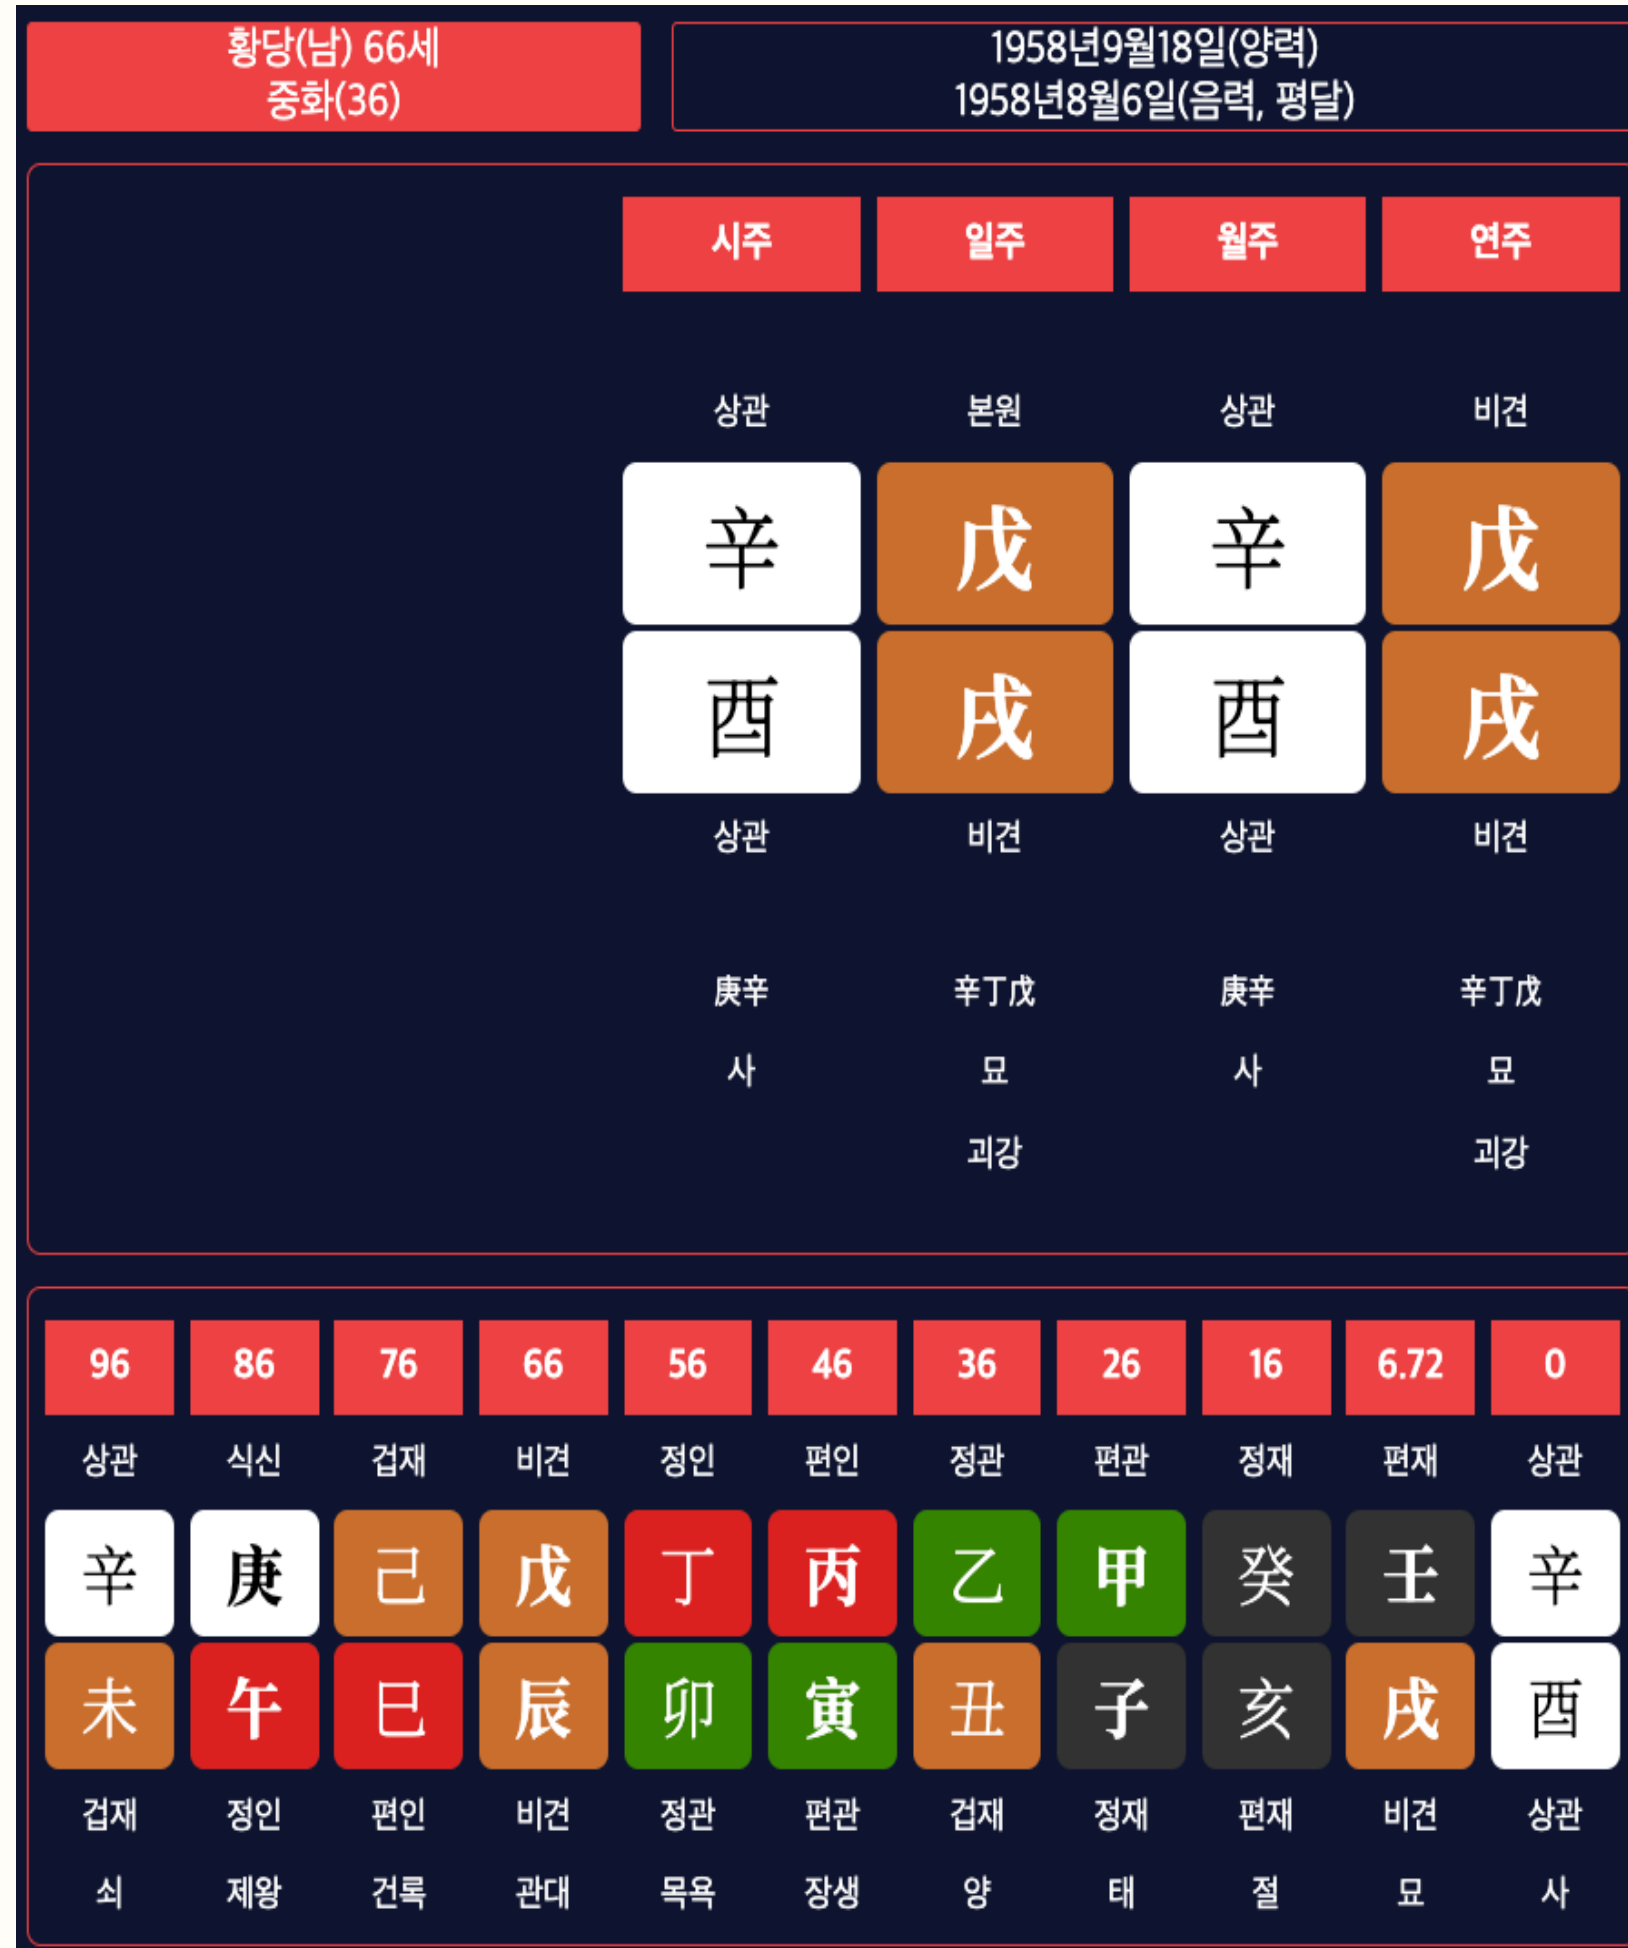 황당(남) 66세
중화(36)
1958년9월18일(양력)
1958년8월6일(음력, 평달)
시주 일주 월주 연주
상관 본원 상관 비견
辛 戊 辛 戊
酉 戌 酉 戌
상관 비견 상관 비견
庚辛 辛丁戊 庚辛 辛丁戊
사 묘 사 묘
괴강 괴강
96 86 76 66 56 46 36 26 16 6.72 0
상관 식신 겁재 비견 정인 편인 정관 편관 정재 편재 상관
辛 庚 己 戊 丁 丙 乙 甲 癸 壬 辛
未 午 巳 辰 卯 寅 丑 子 亥 戌 酉
겁재 정인 편인 비견 정관 편관 겁재 정재 편재 비견 상관
쇠 제왕 건록 관대 목욕 장생 양 태 절 묘 사